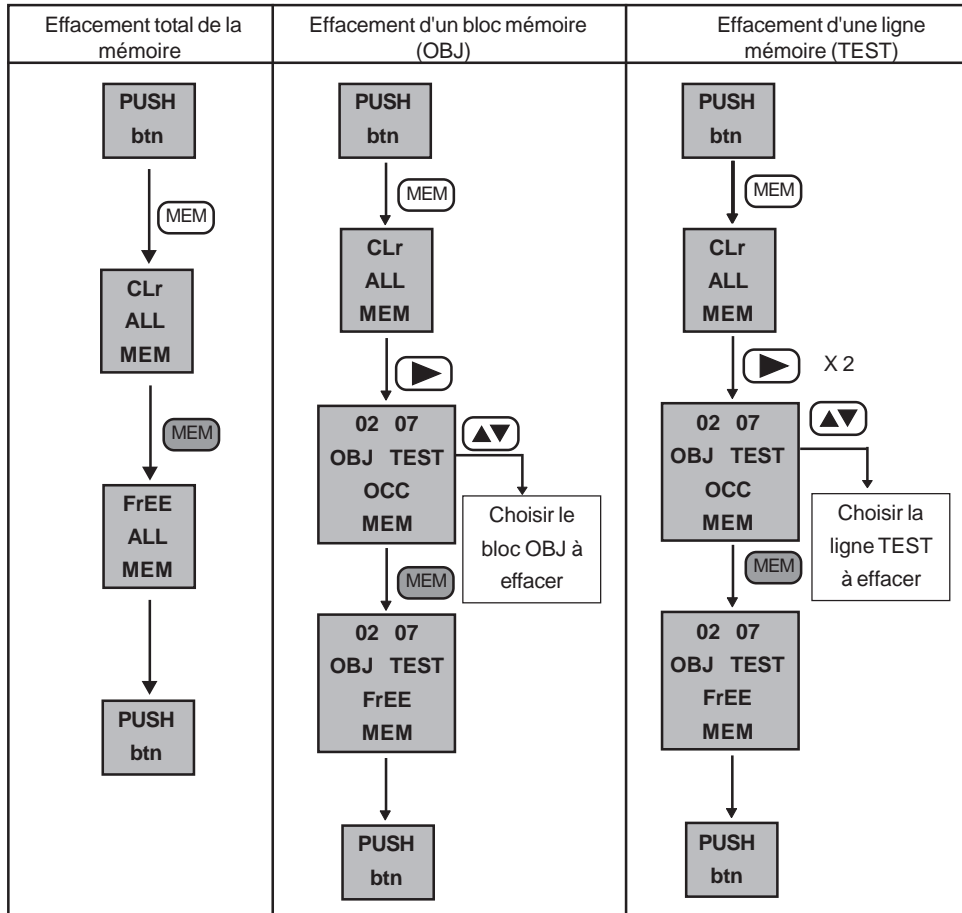 Effacement total de la
mémoire
PUSH
btn
MEM
CLr
ALL
MEM
MEM
FrEE
ALL
MEM
PUSH
btn
Effacement d'un bloc mémoire
(OBJ)
PUSH
btn
MEM
CLr
ALL
MEM
02 07
OBJ TEST
OCC
MEM
Choisir le
bloc OBJ à
effacer
MEM
02 07
OBJ TEST
FrEE
MEM
PUSH
btn
Effacement d'une ligne
mémoire (TEST)
PUSH
btn
MEM
CLr
ALL
MEM
X 2
02 07
OBJ TEST
OCC
MEM
Choisir la
ligne TEST
à effacer
MEM
02 07
OBJ TEST
FrEE
MEM
PUSH
btn